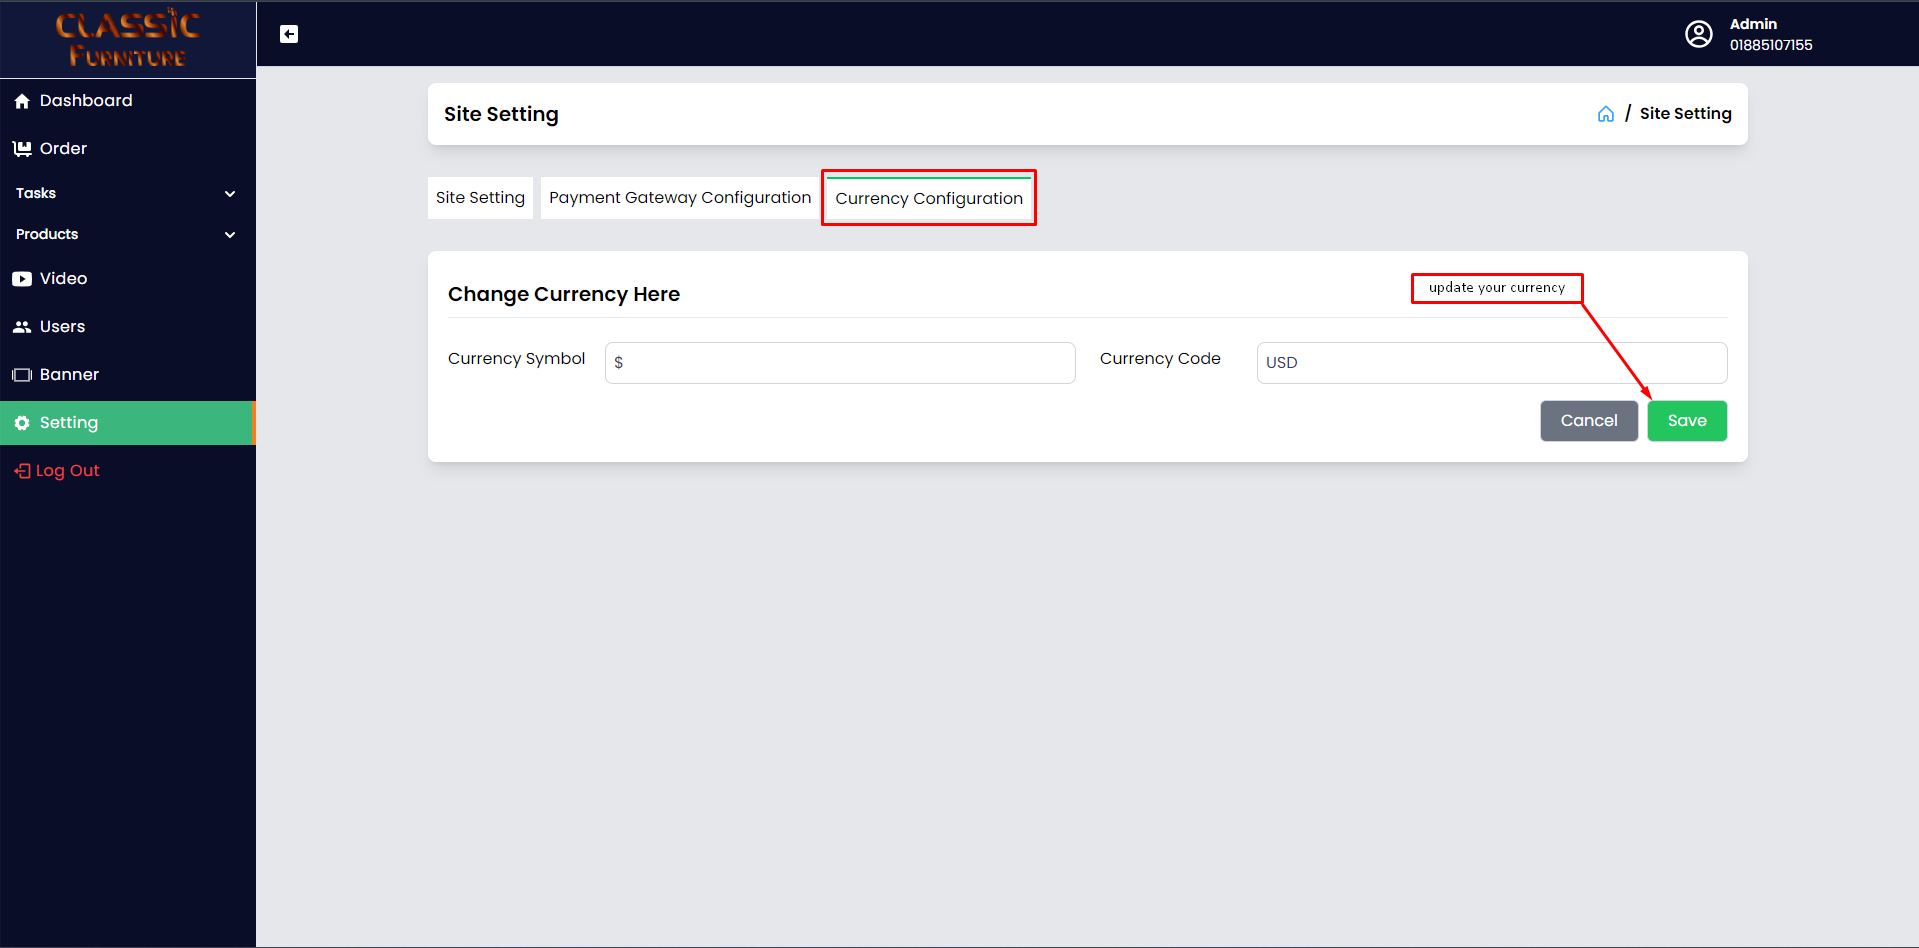 CLASSIC
FURNITURE
Admin
01885107155
Dashboard
Order
Tasks
Products
Video
Users
Banner
Setting
Log Out
Site Setting
/ Site Setting
Site Setting
Payment Gateway Configuration
Currency Configuration
Change Currency Here
update your currency
Currency Symbol
$
Currency Code
USD
Cancel
Save